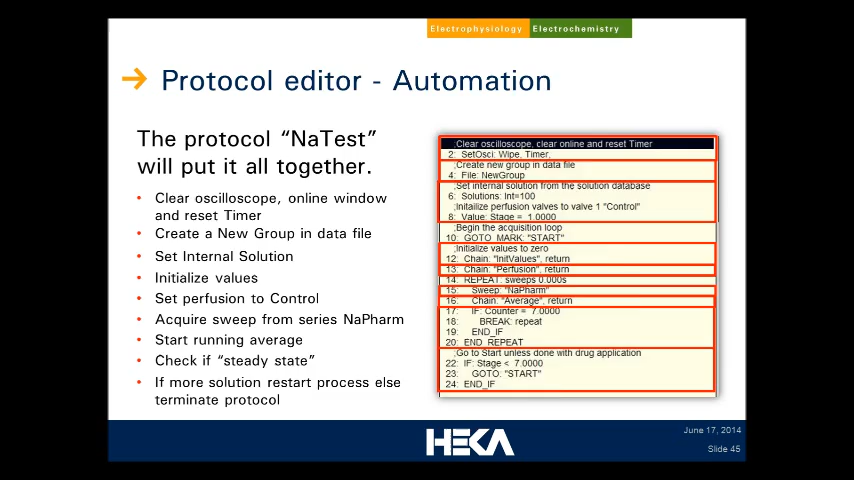 Electrophysiology Electrochemistry
Protocol editor - Automation
The protocol “NaTest”
will put it all together.
• Clear oscilloscope, online window
and reset Timer
• Create a New Group in data file
• Set Internal Solution
• Initialize values
• Set perfusion to Control
• Acquire sweep from series NaPharm
• Start running average
• Check if “steady state”
• If more solution restart process else
terminate protocol
;Clear oscilloscope, clear online and reset Timer
2: SetOsci: Wipe, Timer,
;Create new group in data file
4: File: NewGroup
;Set internal solution from the solution database
6: Solutions: Int=100
;Initailize perfusion valves to valve 1 "Control"
8: Value: Stage = 1.0000
;Begin the acquisition loop
10: GOTO_MARK: "START"
;Initialize values to zero
12: Chain: "InitValues", return
13: Chain: "Perfusion", return
14: REPEAT: sweeps 0.000s
15: Sweep: "NaPharm"
16: Chain: "Average", return
17: IF: Counter = 7.0000
18: BREAK: repeat
19: END_IF
20: END_REPEAT
;Go to Start unless done with drug application
22: IF: Stage < 7.0000
23: GOTO: "START"
24: END_IF
HEKA
June 17, 2014
Slide 45